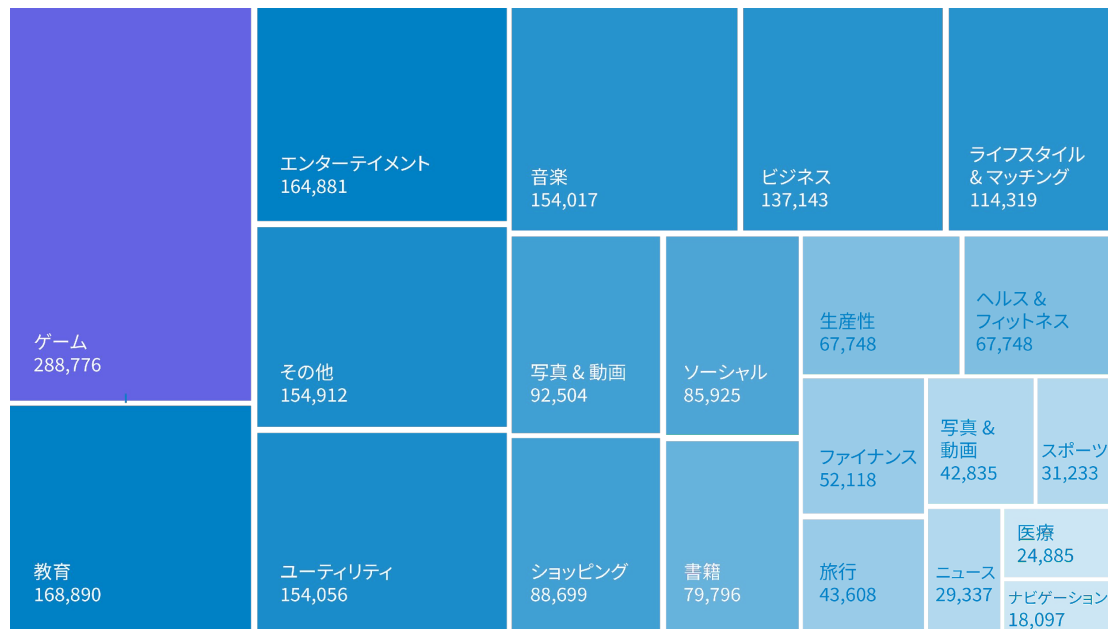 ゲーム
288,776
教育
168,890
エンターテイメント
164,881
その他
154,912
ユーティリティ
154,056
音楽
154,017
ビジネス
137,143
ライフスタイル
& マッチング
114,319
写真 & 動画
92,504
ソーシャル
85,925
ショッピング
88,699
書籍
79,796
生産性
67,748
ヘルス &
フィットネス
67,748
ファイナンス
52,118
写真 &
動画
42,835
スポーツ
31,233
旅行
43,608
ニュース
29,337
医療
24,885
ナビゲーション
18,097